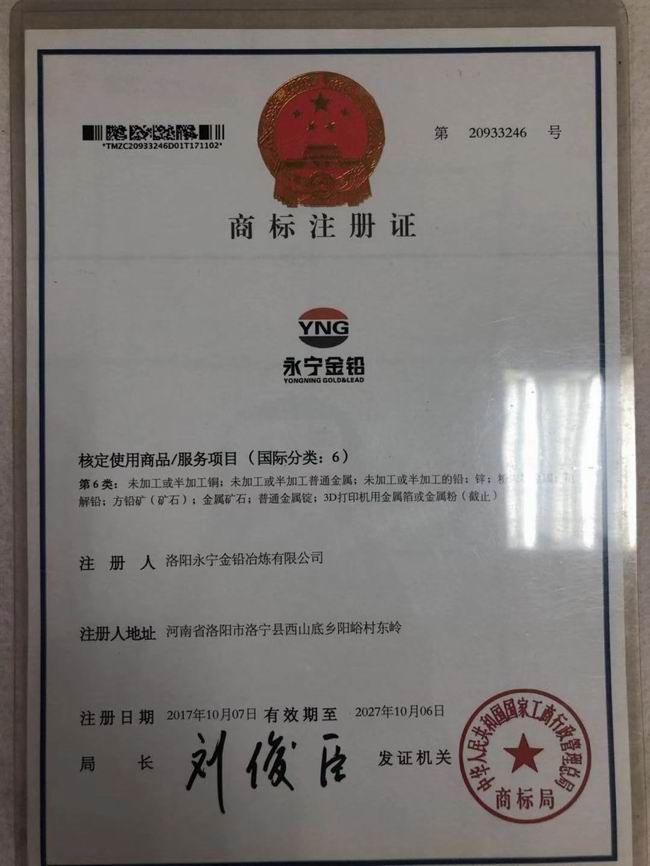 *TMZC20933246D01T171102*
第 20933246 号
商标注册证
YNG
永宁金铅
YONGNING GOLD&LEAD
核定使用商品/服务项目（国际分类：6）
第6类：未加工或半加工铜；未加工或半加工普通金属；未加工或半加工的铅；锌；粉
解铅；方铅矿（矿石）；金属矿石；普通金属锭；3D打印机用金属箔或金属粉（截止）
注册人 洛阳永宁金铅冶炼有限公司
注册人地址 河南省洛阳市洛宁县西山底乡阳峪村东岭
注册日期 2017年10月07日 有效期至 2027年10月06日
局长 刘俊臣 发证机关
中华人民共和国国家工商行政管理总局
商标局